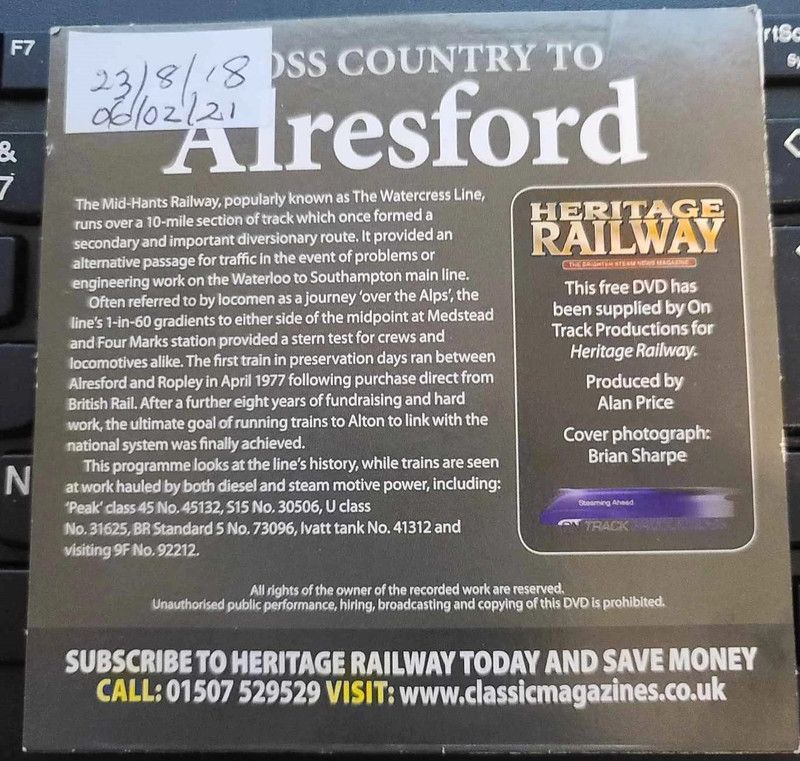 F7
23/8/'8
06/02/21
OSS COUNTRY TO
Alresford
&
7
The Mid-Hants Railway, popularly known as The Watercress Line,
runs over a 10-mile section of track which once formed a
secondary and important diversionary route. It provided an
alternative passage for traffic in the event of problems or
engineering work on the Waterloo to Southampton main line.
Often referred to by locomen as a journey 'over the Alps', the
line's 1-in-60 gradients to either side of the midpoint at Medstead
and Four Marks station provided a stern test for crews and
locomotives alike. The first train in preservation days ran between
Alresford and Ropley in April 1977 following purchase direct from
British Rail. After a further eight years of fundraising and hard
work, the ultimate goal of running trains to Alton to link with the
national system was finally achieved.
This programme looks at the line's history, while trains are seen
at work hauled by both diesel and steam motive power, including:
'Peak' class 45 No. 45132, S15 No. 30506, U class
No. 31625, BR Standard 5 No. 73096, Ivatt tank No. 41312 and
visiting 9F No. 92212.
HERITAGE
RAILWAY
THE BRIGHTER STEAM NEWS MAGAZINE
This free DVD has
been supplied by On
Track Productions for
Heritage Railway.
Produced by
Alan Price
Cover photograph:
Brian Sharpe
Steaming Ahead
ON TRACK PRODUCTIONS
N
All rights of the owner of the recorded work are reserved.
Unauthorised public performance, hiring, broadcasting and copying of this DVD is prohibited.
SUBSCRIBE TO HERITAGE RAILWAY TODAY AND SAVE MONEY
CALL: 01507 529529 VISIT: www.classicmagazines.co.uk